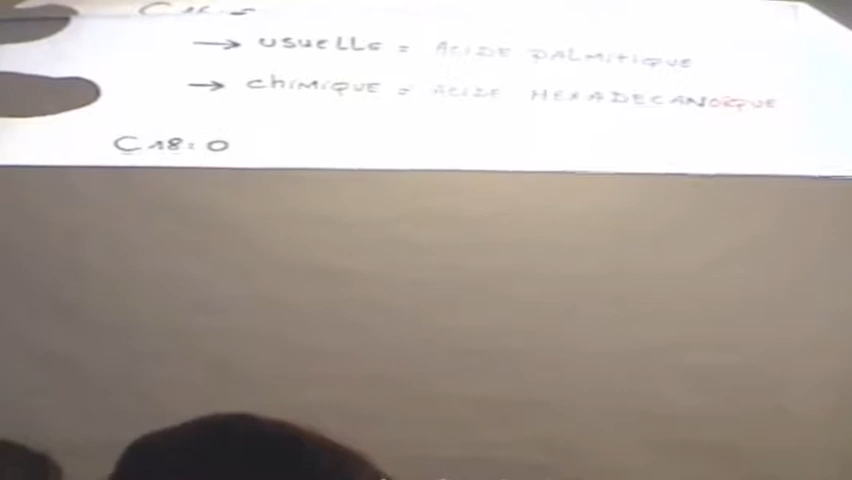 → usuelle = ACIDE PALMITIQUE
→ chimique = ACIDE HEXADECANOÏQUE
C18:0